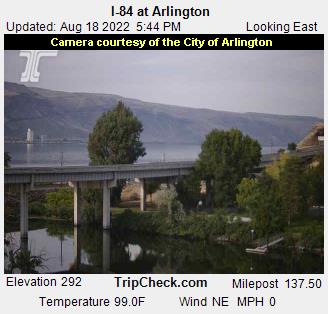 I-84 at Arlington
Updated: Aug 18 2022 5:44 PM Looking East
Camera courtesy of the City of Arlington
Elevation 292 TripCheck.com Milepost 137.50
Temperature 99.0F Wind NE MPH 0